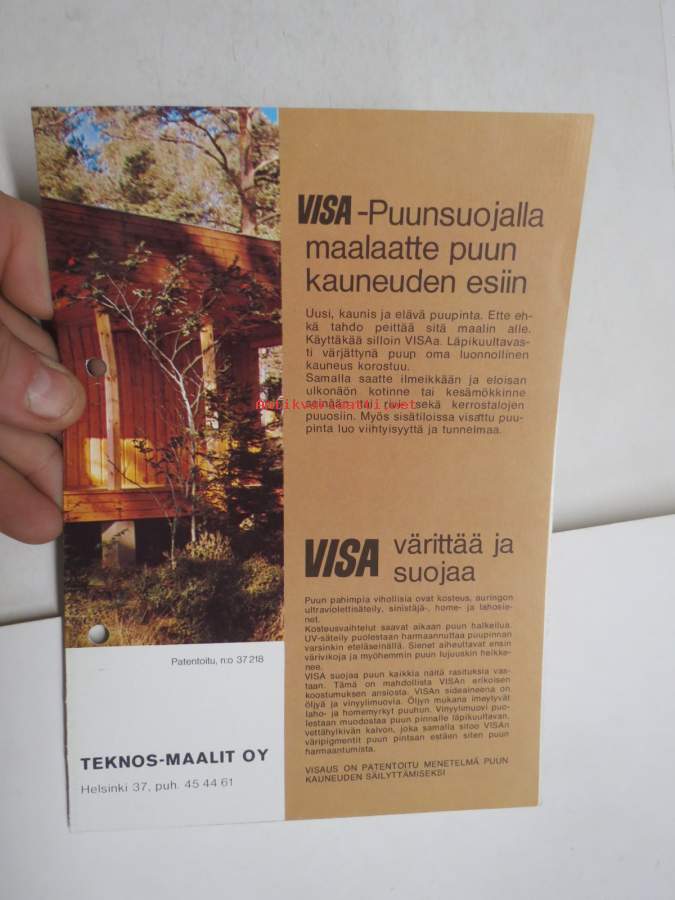 VISA -Puunsuojalla
maalaatte puun
kauneuden esiin
Uusi, kaunis ja elävä puupinta. Ette eh-
kä tahdo peittää sitä maalin alle.
Käyttäkää silloin VISAa. Läpikuultavas-
ti värjättynä puun oma luonnollinen
kauneus korostuu.
Samalla saatte ilmeikkään ja eloisan
ulkonäön kotinne tai kesämökkinne
seinään tai oviin sekä kerrostalojen
antikvariaatti.net
puuosiin. Myös sisätiloissa visattu puu-
pinta luo viihtyisyyttä ja tunnelmaa.
VISA värittää ja
suojaa
Puun pahimpia vihollisia ovat kosteus, auringon
ultraviolettisäteily, sinistäjä-, home- ja lahosie-
net.
Kosteusvaihtelut saavat aikaan puun halkeilua.
UV-säteily puolestaan harmaannuttaa puupinnan
varsinkin eteläseinällä. Sienet aiheuttavat ensin
värivikoja ja myöhemmin puun lujuuskin heikke-
nee.
VISA suojaa puun kaikkia näitä rasituksia vas-
taan. Tämä on mahdollista VISAn erikoisen
koostumuksen ansiosta. VISAn sideaineena on
öljyä ja vinyylimuovia. Öljyn mukana imeytyvät
laho- ja homemyrkyt puuhun. Vinyylimuovi puo-
lestaan muodostaa puun pinnalle läpikuultavan,
vettähylkivän kalvon, joka samalla sitoo VISAn
väripigmentit puun pintaan estäen siten puun
harmaantumista.
VISAUS ON PATENTOITU MENETELMÄ PUUN
KAUNEUDEN SÄILYTTÄMISEKSI
Patentoitu, n:o 37218
TEKNOS-MAALIT OY
Helsinki 37, puh. 45 44 61